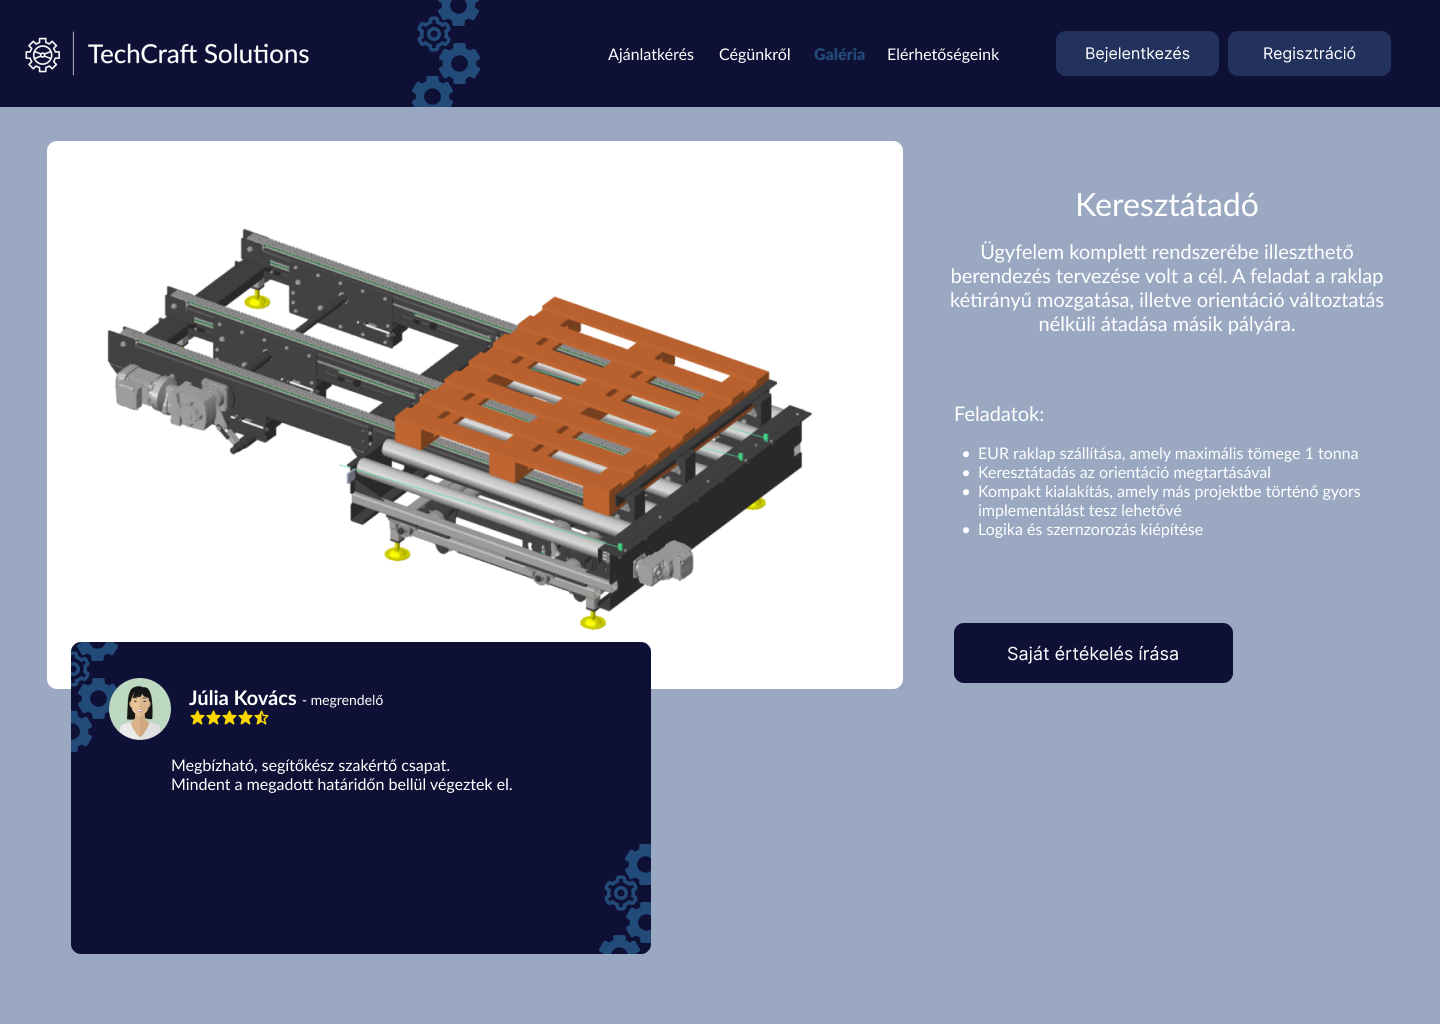 TechCraft Solutions
Ajánlatkérés Cégünkről Galéria Elérhetőségeink Bejelentkezés Regisztráció
Keresztátadó
Ügyfelem komplett rendszerébe illeszthető
berendezés tervezése volt a cél. A feladat a raklap
kétirányű mozgatása, illetve orientáció változtatás
nélküli átadása másik pályára.
Feladatok:
EUR raklap szállítása, amely maximális tömege 1 tonna
Keresztátadás az orientáció megtartásával
Kompakt kialakítás, amely más projektbe történő gyors
implementálást tesz lehetővé
Logika és szernzorozás kiépítése
Saját értékelés írása
Júlia Kovács - megrendelő
Megbízható, segítőkész szakértő csapat.
Mindent a megadott határidőn bellül végeztek el.